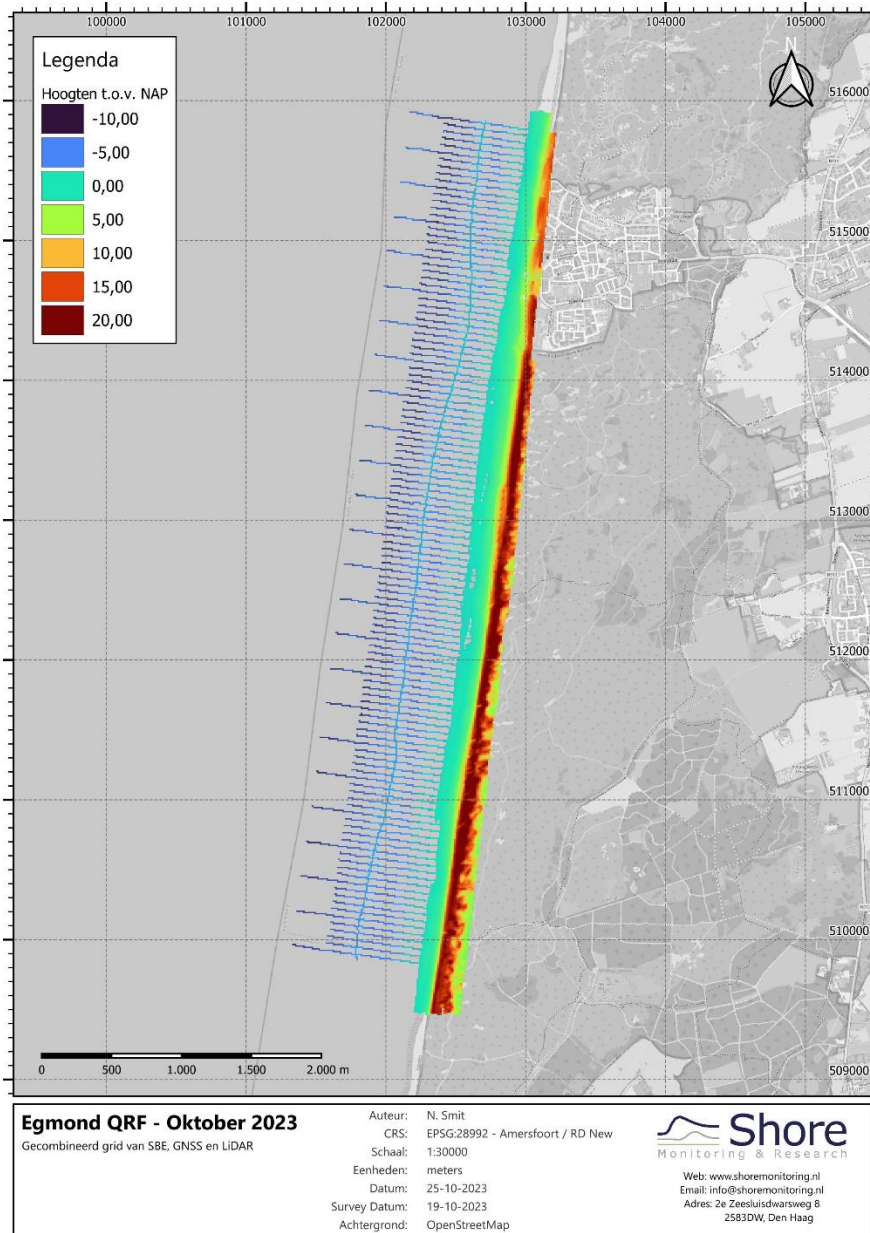 100000 101000 102000 103000 104000 105000
Legenda
Hoogten t.o.v. NAP
-10,00
-5,00
0,00
5,00
10,00
15,00
20,00
N
516000
515000
514000
513000
512000
511000
510000
509000
0 500 1.000 1.500 2.000 m
Egmond QRF - Oktober 2023
Gecombineerd grid van SBE, GNSS en LiDAR
Auteur: N. Smit
CRS: EPSG:28992 - Amersfoort / RD New
Schaal: 1:30000
Eenheden: meters
Datum: 25-10-2023
Survey Datum: 19-10-2023
Achtergrond: OpenStreetMap
Shore
Monitoring & Research
Web: www.shoremonitoring.nl
Email: info@shoremonitoring.nl
Adres: 2e Zeesluisdwarsweg 8
2583DW, Den Haag